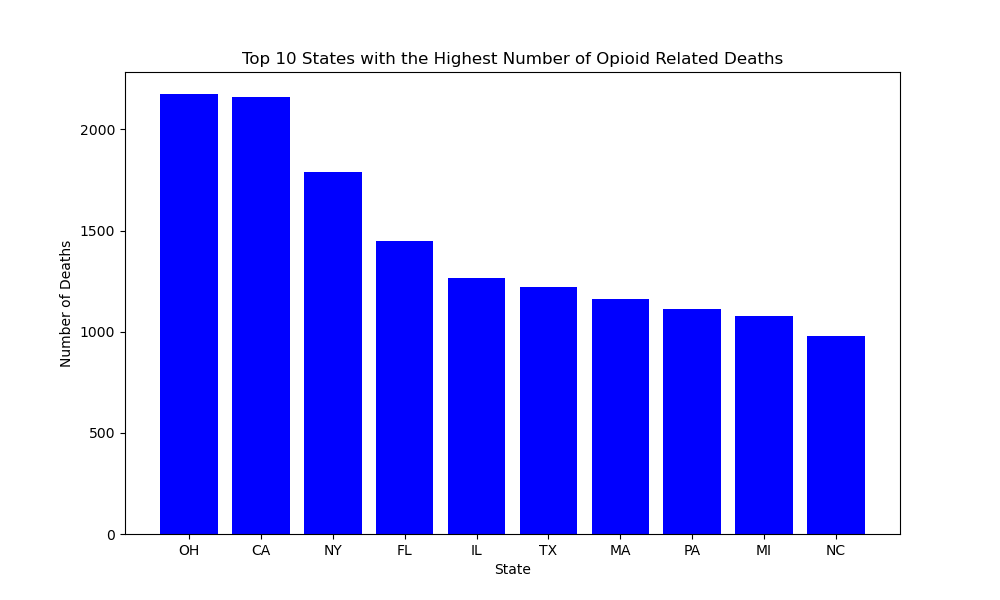 Top 10 States with the Highest Number of Opioid Related Deaths
Number of Deaths
2000
1500
1000
500
0
OH CA NY FL IL TX MA PA MI NC
State